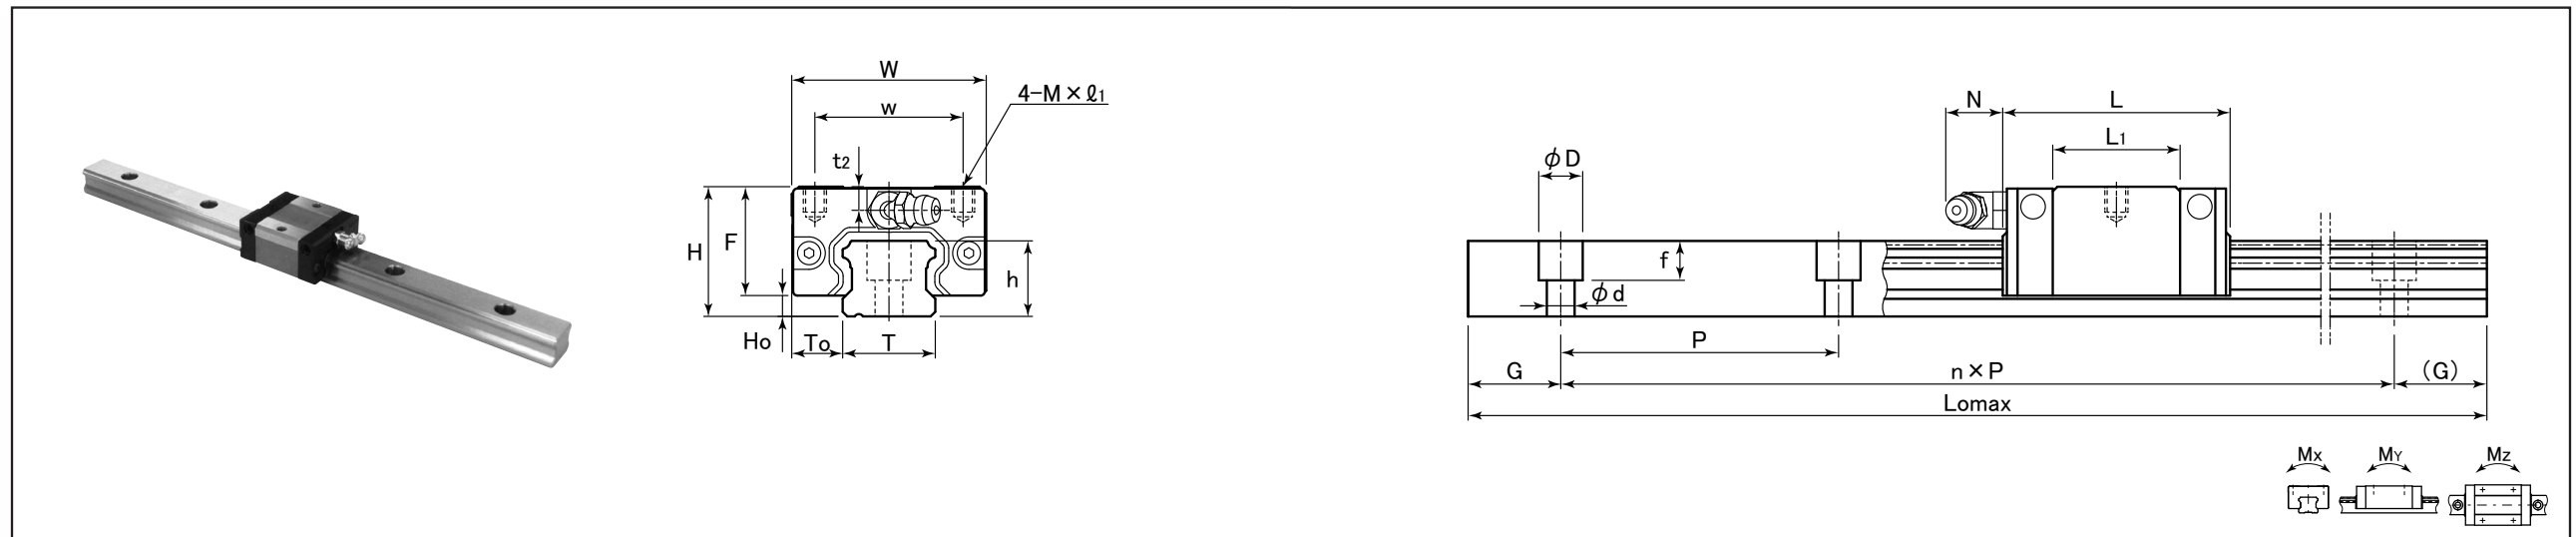 W
w
4-M×ℓ1
t2
H
F
h
Ho
To
T
N
L
L1
φD
f
φd
P
G
n×P
(G)
Lomax
Mx
MY
Mz